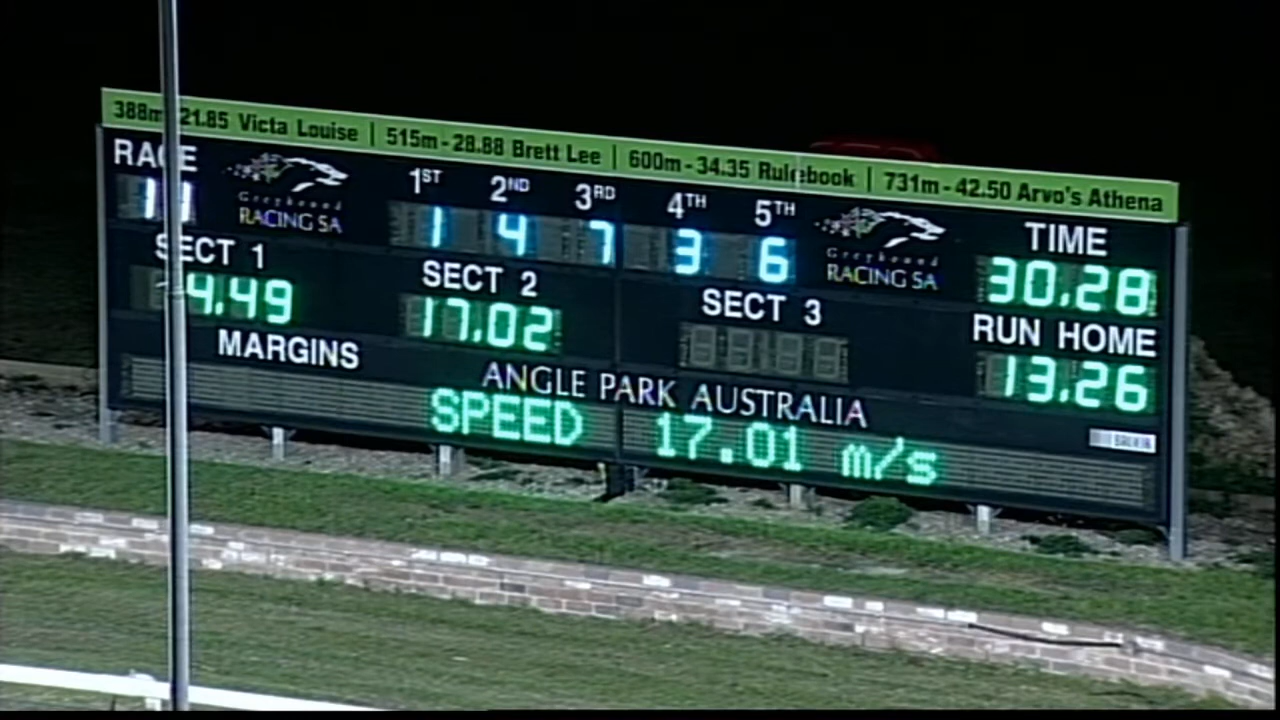 388m-21.85 Victa Louise | 515m-28.88 Brett Lee | 600m-34.35 Rulebook | 731m-42.50 Arvo's Athena
RACE 1ST 2ND 3RD 4TH 5TH TIME
11 Greyhound RACING SA 1 4 7 3 6 Greyhound RACING SA 30.28
SECT 1 SECT 2 SECT 3 RUN HOME
4.49 17.02 13.26
MARGINS ANGLE PARK AUSTRALIA
SPEED 17.01 m/s